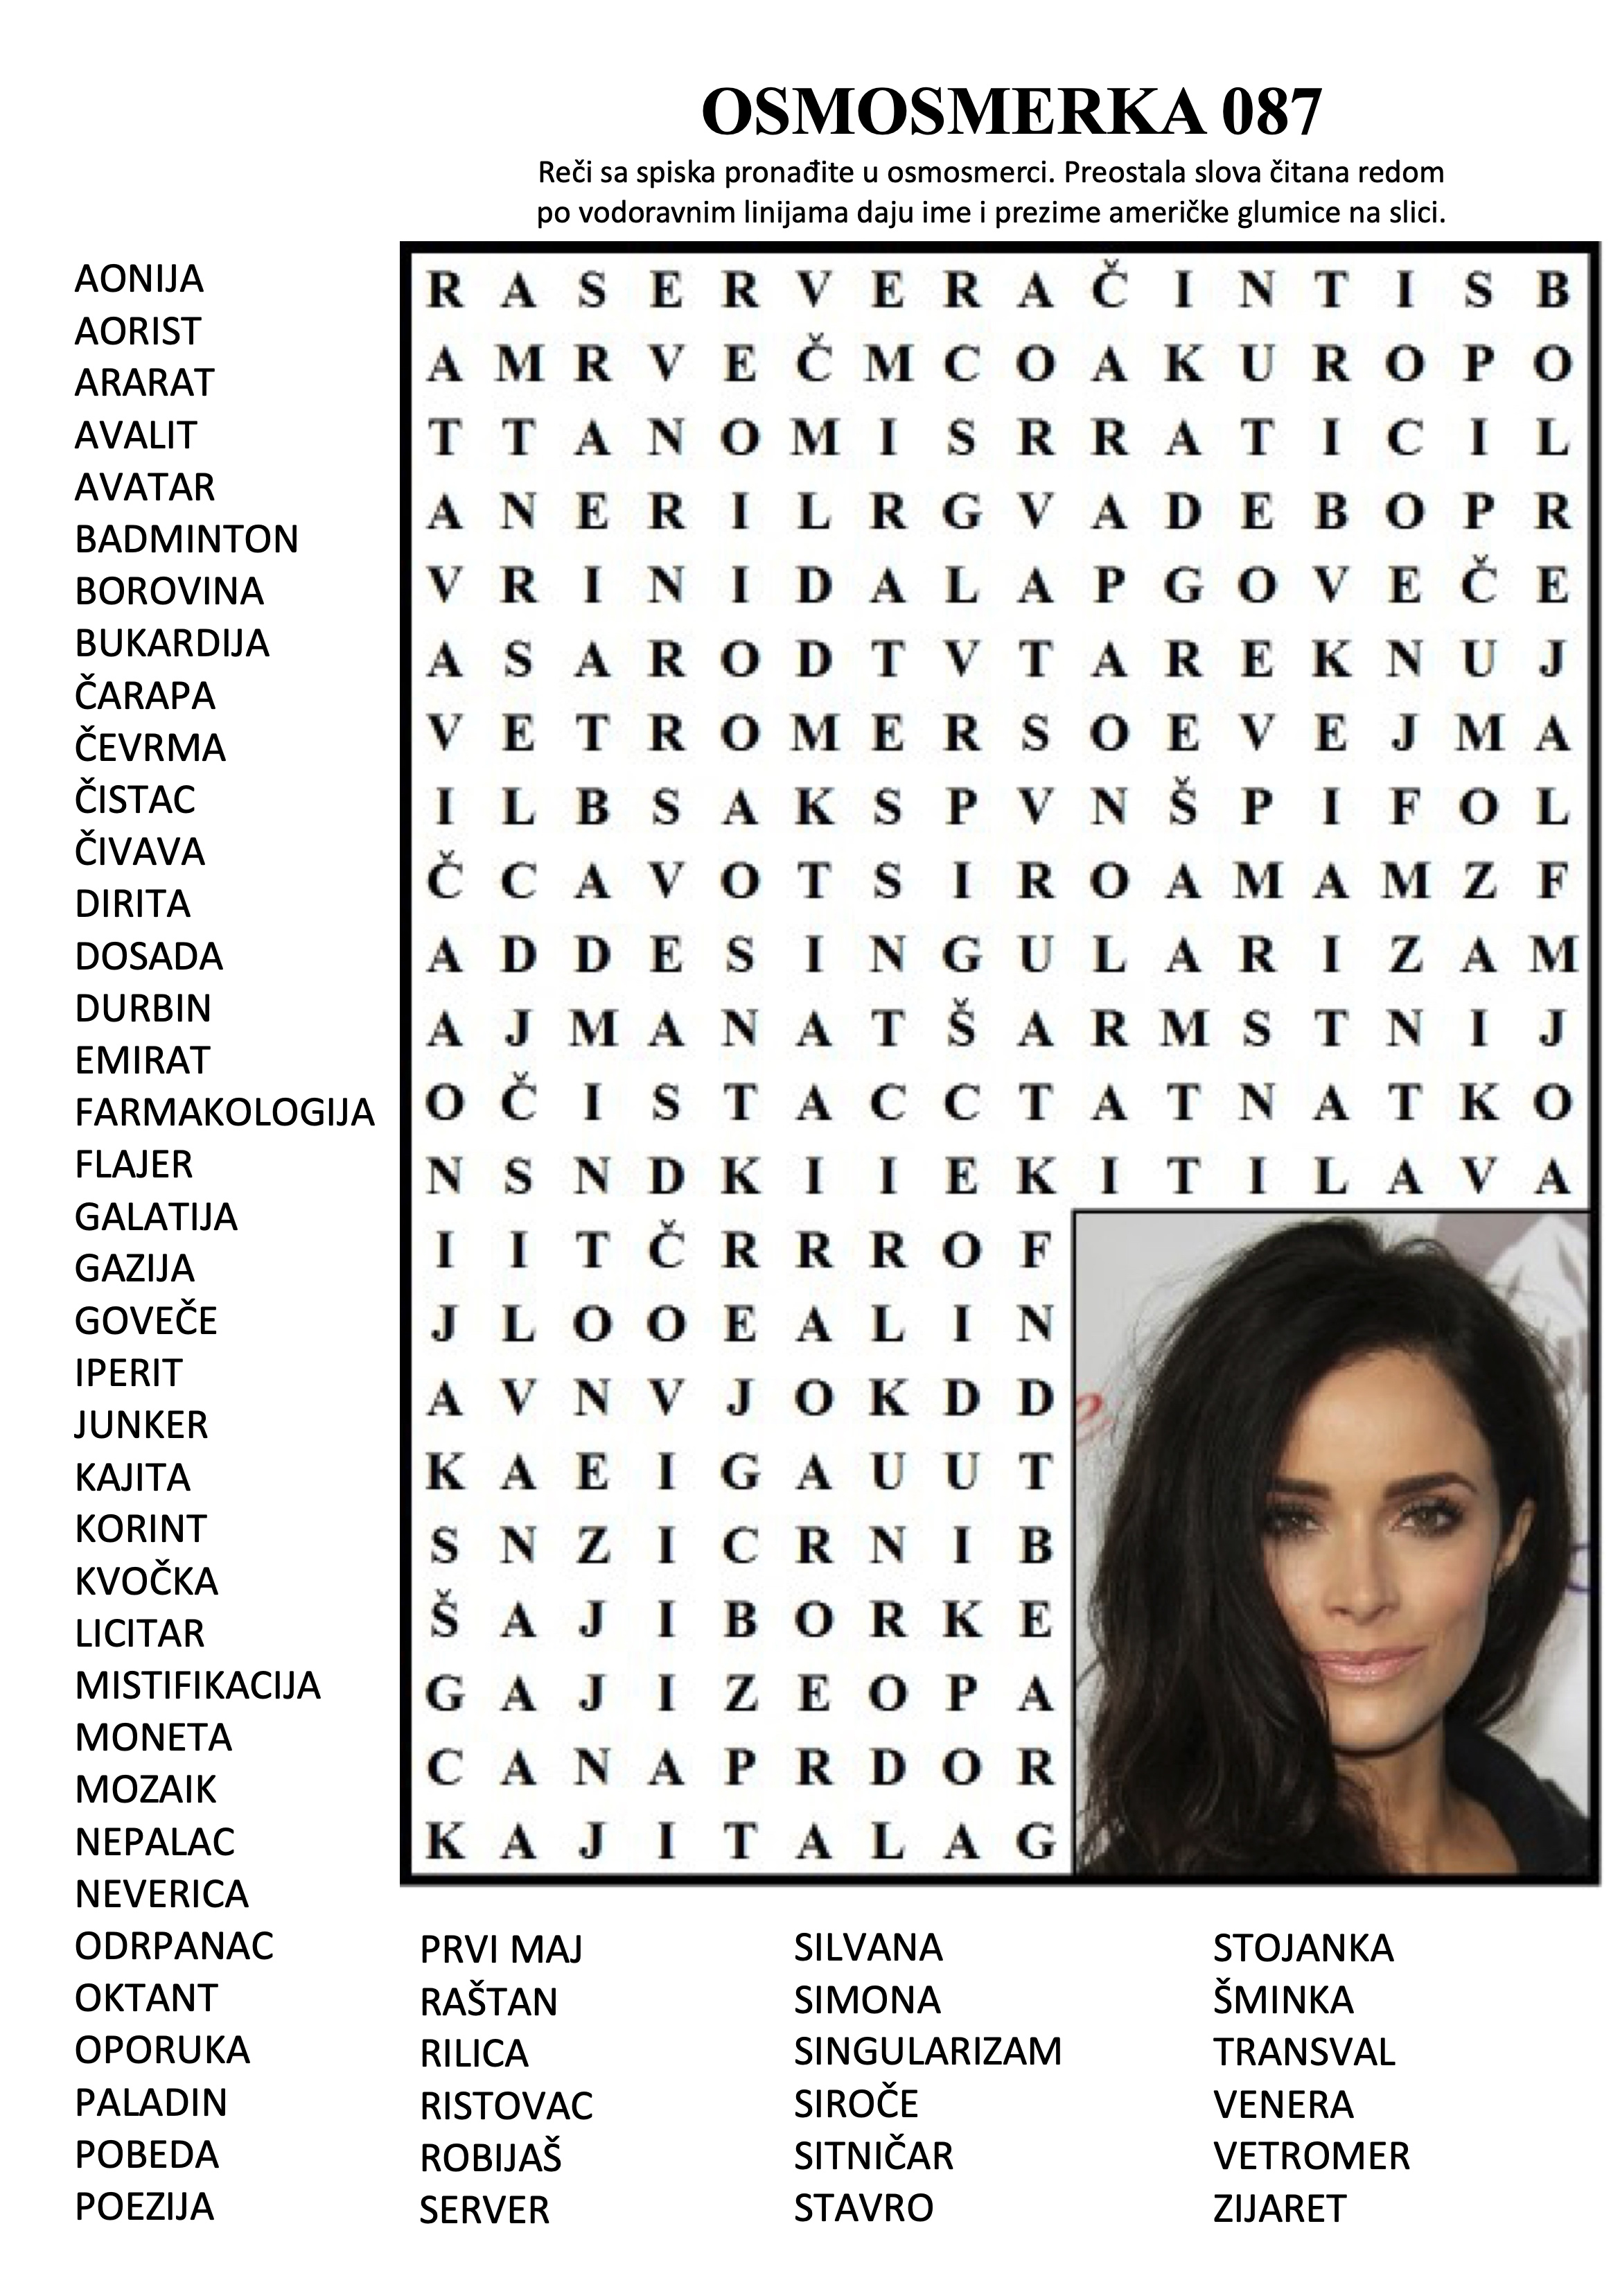 OSMOSMERKA 087
Reči sa spiska pronađite u osmosmerci. Preostala slova čitana redom
po vodoravnim linijama daju ime i prezime američke glumice na slici.
AONIJA
AORIST
ARARAT
AVALIT
AVATAR
BADMINTON
BOROVINA
BUKARDIJA
ČARAPA
ČEVRMA
ČISTAC
ČIVAVA
DIRITA
DOSADA
DURBIN
EMIRAT
FARMAKOLOGIJA
FLAJER
GALATIJA
GAZIJA
GOVEČE
IPERIT
JUNKER
KAJITA
KORINT
KVOČKA
LICITAR
MISTIFIKACIJA
MONETA
MOZAIK
NEPALAC
NEVERICA
ODRPANAC
OKTANT
OPORUKA
PALADIN
POBEDA
POEZIJA
R A S E R V E R A Č I N T I S B
A M R V E Č M C O A K U R O P O
T T A N O M I S R R A T I C I L
A N E R I L R G V A D E B O P R
V R I N I D A L A P G O V E Č E
A S A R O D T V T A R E K N U J
V E T R O M E R S O E V E J M A
I L B S A K S P V N Š P I F O L
Č C A V O T S I R O A M A M Z F
A D D E S I N G U L A R I Z A M
A J M A N A T Š A R M S T N I J
O Č I S T A C C T A T N A T K O
N S N D K I I E K I T I L A V A
I I T Č R R R O F
J L O O E A L I N
A V N V J O K D D
K A E I G A U U T
S N Z I C R N I B
Š A J I B O R K E
G A J I Z E O P A
C A N A P R D O R
K A J I T A L A G
PRVI MAJ
RAŠTAN
RILICA
RISTOVAC
ROBIJAŠ
SERVER
SILVANA
SIMONA
SINGULARIZAM
SIROČE
SITNIČAR
STAVRO
STOJANKA
ŠMINKA
TRANSVAL
VENERA
VETROMER
ZIJARET